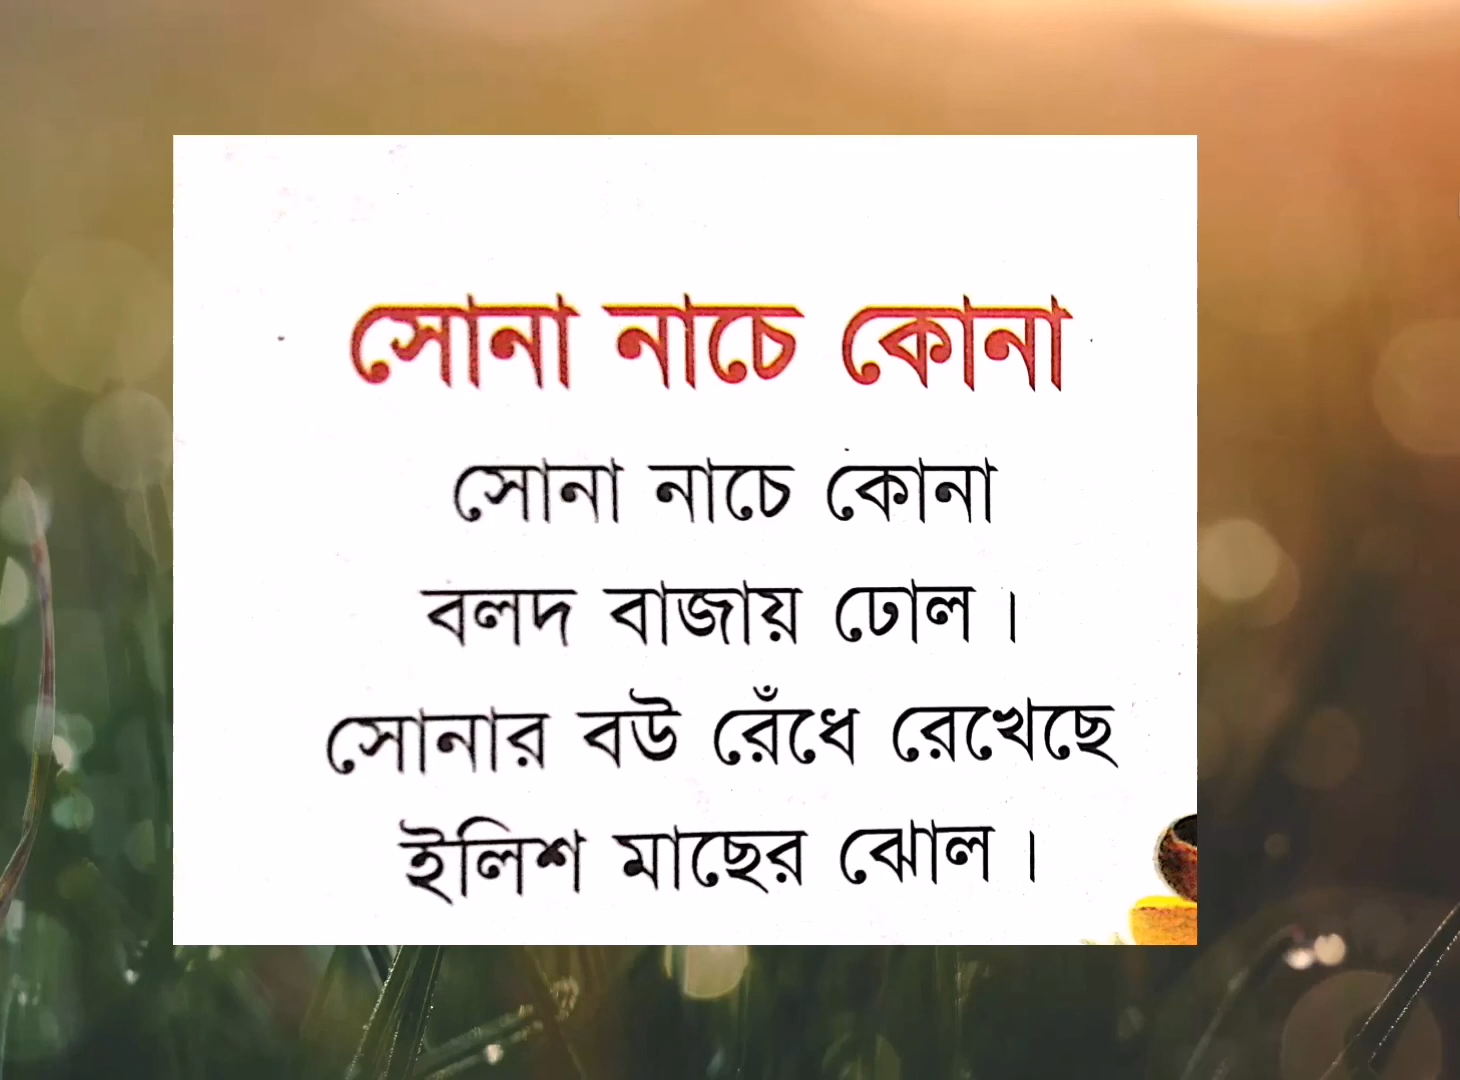 সোনা নাচে কোনা
সোনা নাচে কোনা
বলদ বাজায় ঢোল।
সোনার বউ রেঁধে রেখেছে
ইলিশ মাছের ঝোল।